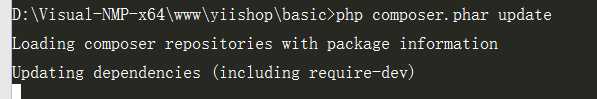 D:\Visual-NMP-x64\www\yiishop\basic>php composer.phar update
Loading composer repositories with package information
Updating dependencies (including require-dev)